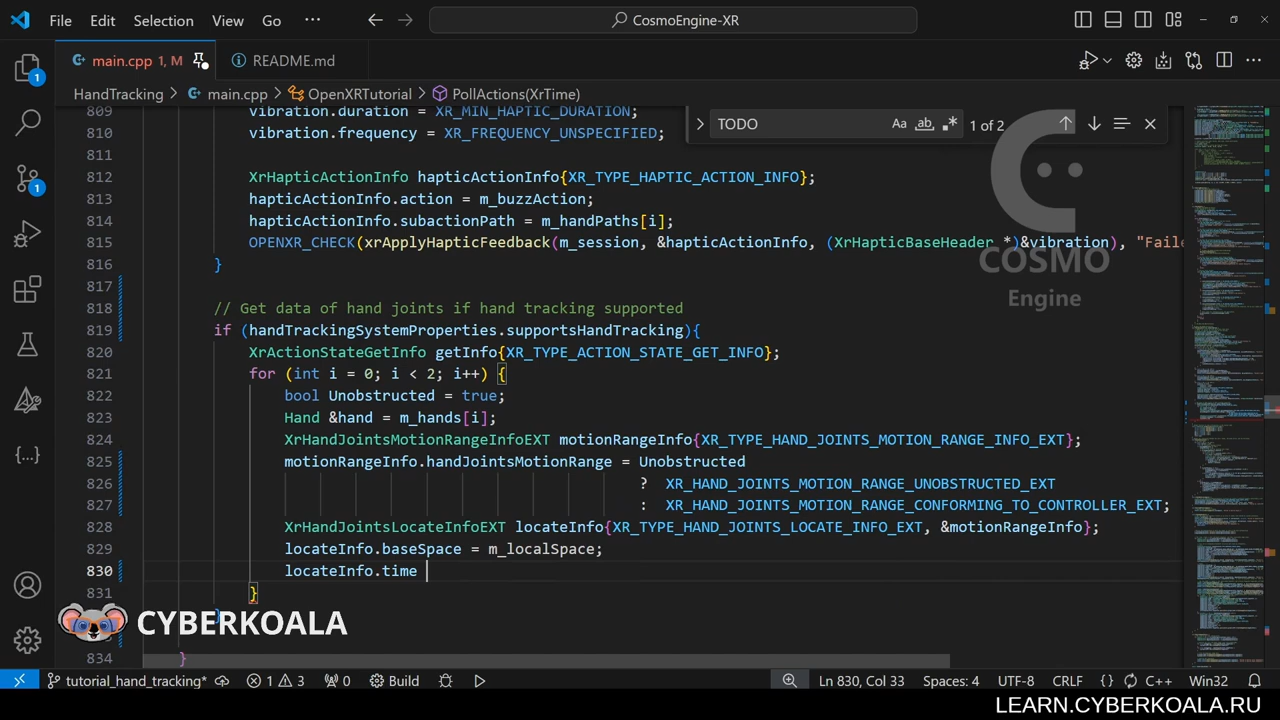 File Edit Selection View Go ··· CosmoEngine-XR
main.cpp 1, M README.md
HandTracking > main.cpp > OpenXRTutorial > PollActions(XrTime)
TODO Aa ab 2
809 vibration.duration = XR_MIN_HAPTIC_DURATION;
810 vibration.frequency = XR_FREQUENCY_UNSPECIFIED;
811
812 XrHapticActionInfo hapticActionInfo{XR_TYPE_HAPTIC_ACTION_INFO};
813 hapticActionInfo.action = m_buzzAction;
814 hapticActionInfo.subactionPath = m_handPaths[i];
815 OPENXR_CHECK(xrApplyHapticFeedback(m_session, &hapticActionInfo, (XrHapticBaseHeader *)&vibration), "Faile
816 }
817
818 // Get data of hand joints if hand tracking supported
819 if (handTrackingSystemProperties.supportsHandTracking){
820 XrActionStateGetInfo getInfo{XR_TYPE_ACTION_STATE_GET_INFO};
821 for (int i = 0; i < 2; i++) {
822 bool Unobstructed = true;
823 Hand &hand = m_hands[i];
824 XrHandJointsMotionRangeInfoEXT motionRangeInfo{XR_TYPE_HAND_JOINTS_MOTION_RANGE_INFO_EXT};
825 motionRangeInfo.handJointsMotionRange = Unobstructed
826 ? XR_HAND_JOINTS_MOTION_RANGE_UNOBSTRUCTED_EXT
827 : XR_HAND_JOINTS_MOTION_RANGE_CONFORMING_TO_CONTROLLER_EXT;
828 XrHandJointsLocateInfoEXT locateInfo{XR_TYPE_HAND_JOINTS_LOCATE_INFO_EXT, &motionRangeInfo};
829 locateInfo.baseSpace = m_localSpace;
830 locateInfo.time
831 }
}
834 }
COSMO
Engine
CYBERKOALA
tutorial_hand_tracking* 1 3 0 Build Ln 830, Col 33 Spaces: 4 UTF-8 CRLF {} C++ Win32
LEARN.CYBERKOALA.RU